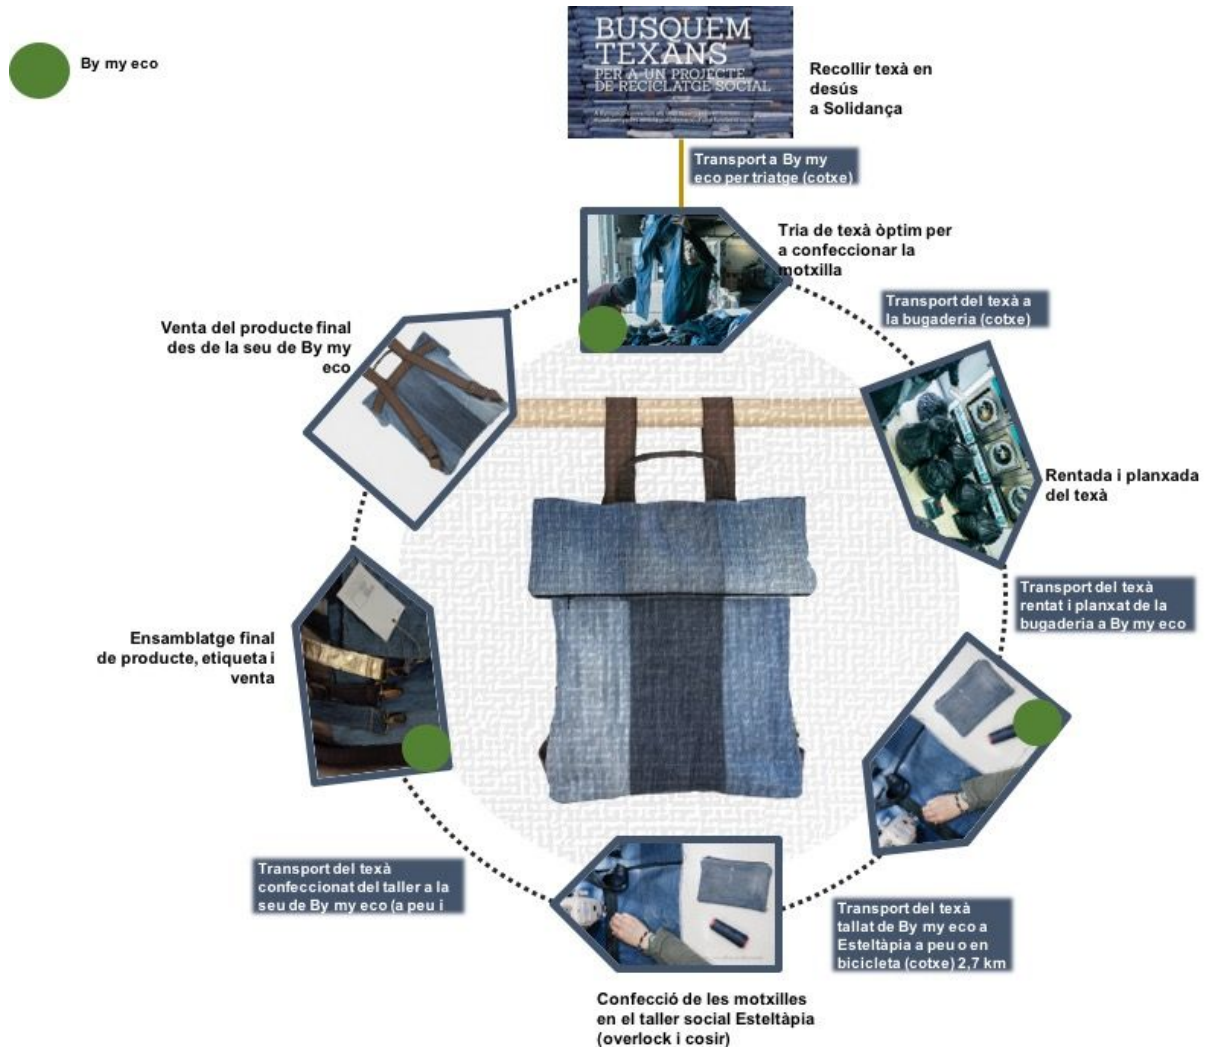 By my eco
BUSQUEM
TEXANS
PER A UN PROJECTE
DE RECICLATGE SOCIAL
Recollir texà en
desús
a Solidança
Transport a By my
eco per triatge (cotxe)
Tria de texà òptim per
a confeccionar la
motxilla
Transport del texà a
la bugaderia (cotxe)
Venta del producte final
des de la seu de By my
eco
Rentada i planxada
del texà
Transport del texà
rentat i planxat de la
bugaderia a By my eco
Ensamblatge final
de producte, etiqueta i
venta
Transport del texà
confeccionat del taller a la
seu de By my eco (a peu i
Transport del texà
tallat de By my eco a
Esteltàpia a peu o en
bicicleta (cotxe) 2,7 km
Confecció de les motxilles
en el taller social Esteltàpia
(overlock i cosir)